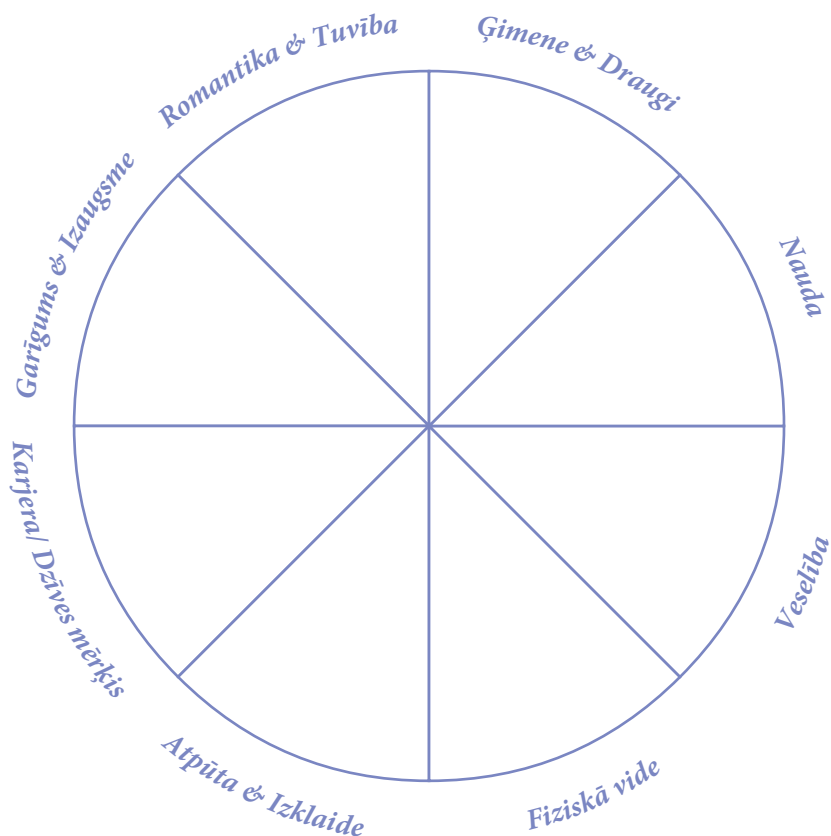 Ģimene & Draugi
Nauda
Veselība
Fiziskā vide
Atpūta & Izklaide
Karjera/ Dzīves mērķis
Garīgums & Izaugsme
Romantika & Tuvība